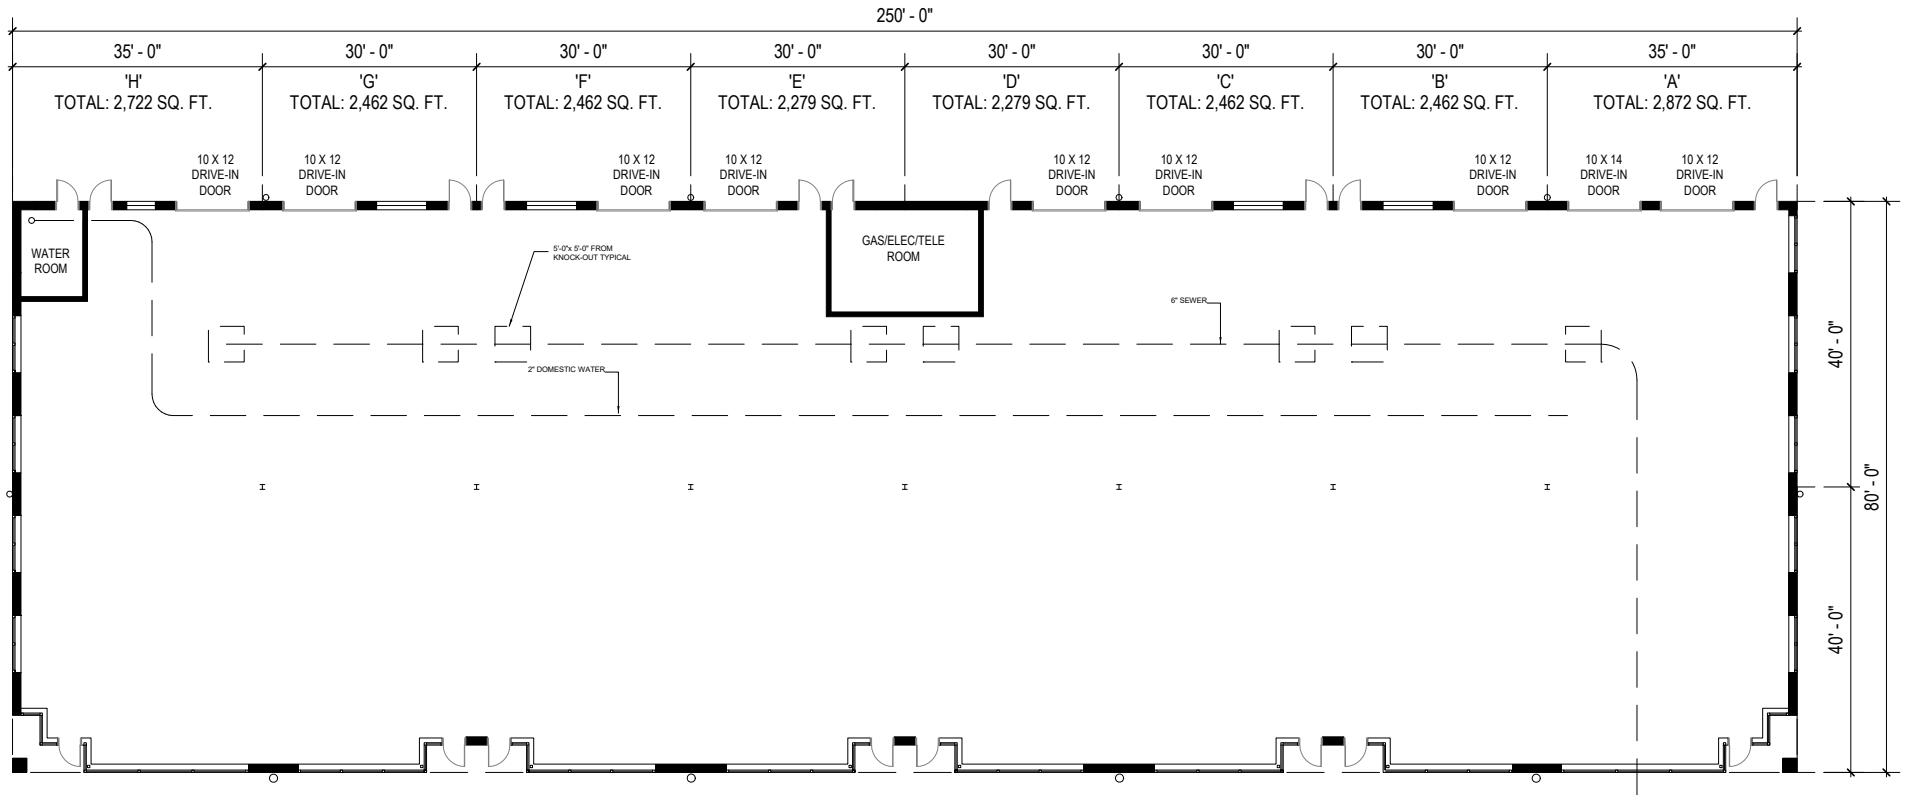 250' - 0"
35' - 0"
30' - 0"
30' - 0"
30' - 0"
30' - 0"
30' - 0"
30' - 0"
35' - 0"
'H'
TOTAL: 2,722 SQ. FT.
'G'
TOTAL: 2,462 SQ. FT.
'F'
TOTAL: 2,462 SQ. FT.
'E'
TOTAL: 2,279 SQ. FT.
'D'
TOTAL: 2,279 SQ. FT.
'C'
TOTAL: 2,462 SQ. FT.
'B'
TOTAL: 2,462 SQ. FT.
'A'
TOTAL: 2,872 SQ. FT.
10 X 12
DRIVE-IN
DOOR
10 X 12
DRIVE-IN
DOOR
10 X 12
DRIVE-IN
DOOR
10 X 12
DRIVE-IN
DOOR
10 X 12
DRIVE-IN
DOOR
10 X 12
DRIVE-IN
DOOR
10 X 12
DRIVE-IN
DOOR
10 X 14
DRIVE-IN
DOOR
10 X 12
DRIVE-IN
DOOR
WATER
ROOM
5'-0"x 5'-0" FROM
KNOCK-OUT TYPICAL
GAS/ELEC/TELE
ROOM
6" SEWER
2" DOMESTIC WATER
40' - 0"
80' - 0"
40' - 0"